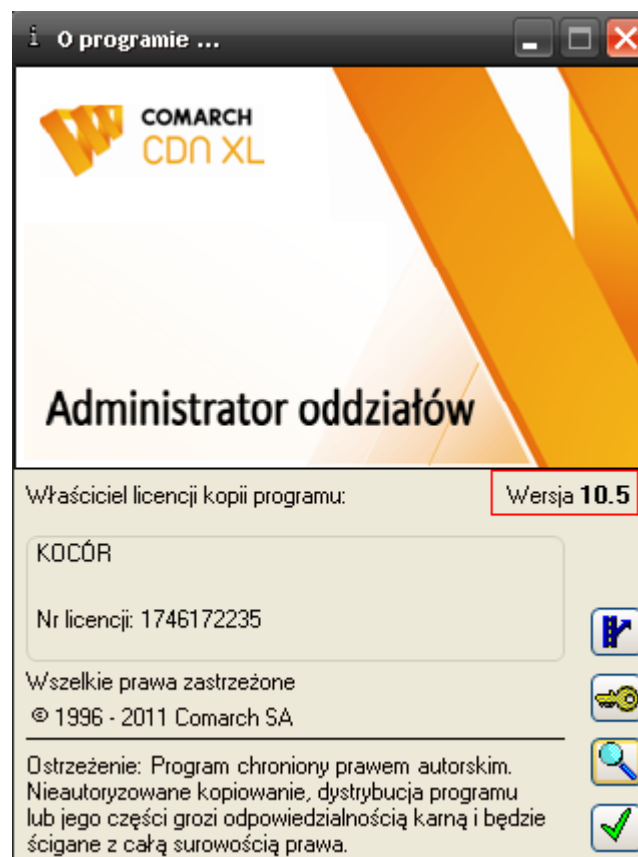 O programie ...
COMARCH
CDN XL
Administrator oddziałów
Właściciel licencji kopii programu:
Wersja 10.5
KOCÓR
Nr licencji: 1746172235
Wszelkie prawa zastrzeżone
© 1996 - 2011 Comarch SA
Ostrzeżenie: Program chroniony prawem autorskim.
Nieautoryzowane kopiowanie, dystrybucja programu
lub jego części grozi odpowiedzialnością karną i będzie
ścigane z całą surowością prawa.